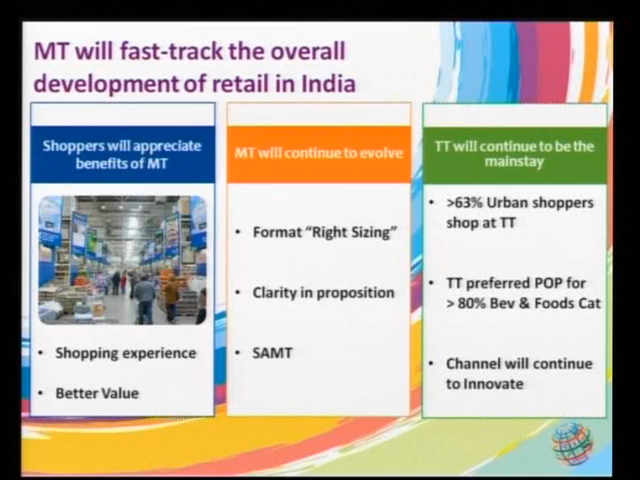 MT will fast-track the overall
development of retail in India
Shoppers will appreciate
benefits of MT
• Shopping experience
• Better Value
MT will continue to evolve
• Format "Right Sizing"
• Clarity in proposition
• SAMT
TT will continue to be the
mainstay
• >63% Urban shoppers
shop at TT
• TT preferred POP for
> 80% Bev & Foods Cat
• Channel will continue
to Innovate